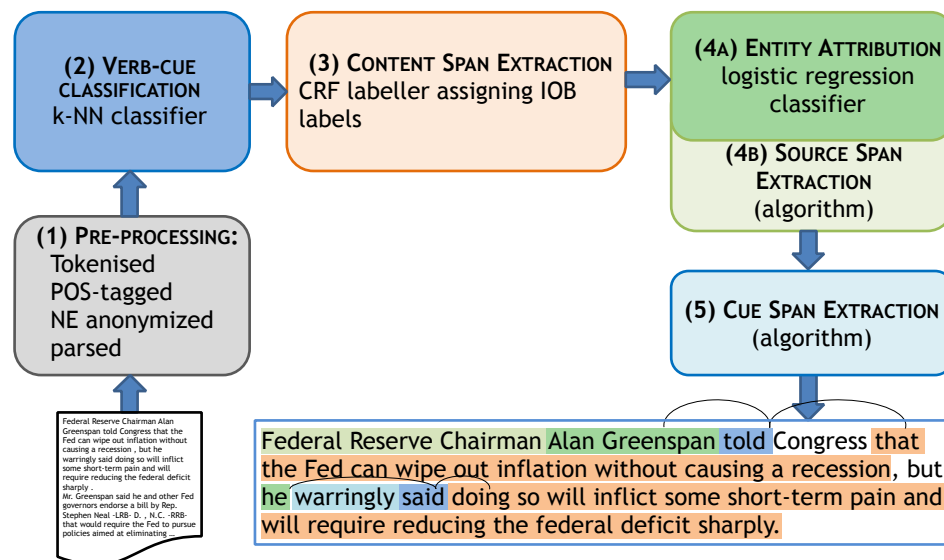 (2) VERB-CUE
CLASSIFICATION
k-NN classifier
(3) CONTENT SPAN EXTRACTION
CRF labeller assigning IOB
labels
(4A) ENTITY ATTRIBUTION
logistic regression
classifier
(4B) SOURCE SPAN
EXTRACTION
(algorithm)
(1) PRE-PROCESSING:
Tokenised
POS-tagged
NE anonymized
parsed
(5) CUE SPAN EXTRACTION
(algorithm)
Federal Reserve Chairman Alan
Greenspan told Congress that the
Fed can wipe out inflation without
causing a recession , but he
warringly said doing so will inflict
some short-term pain and will
require reducing the federal deficit
sharply .
Mr. Greenspan said he and other Fed
governors endorse a bill by Rep.
Stephen Neal -LRB- D. , N.C. -RRB-
that would require the Fed to pursue
policies aimed at eliminating ...
Federal Reserve Chairman Alan Greenspan told Congress that
the Fed can wipe out inflation without causing a recession, but
he warringly said doing so will inflict some short-term pain and
will require reducing the federal deficit sharply.